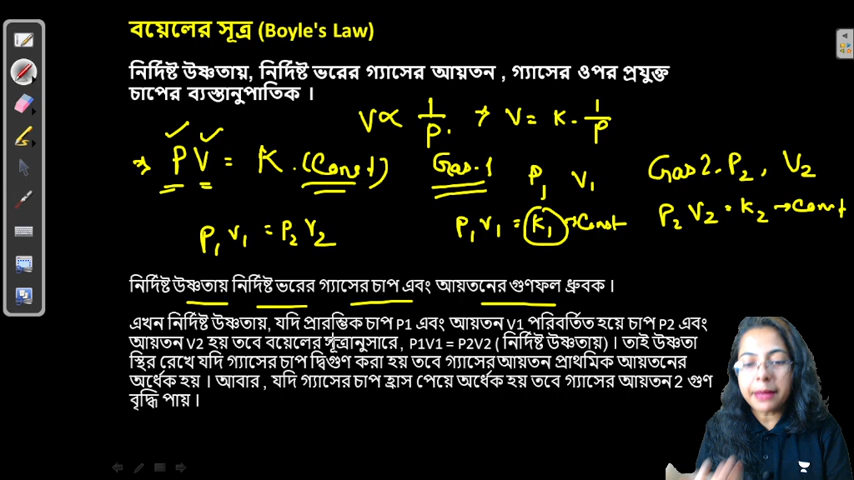 বয়েলের সূত্র (Boyle's Law)
নির্দিষ্ট উষ্ণতায়, নির্দিষ্ট ভরের গ্যাসের আয়তন , গ্যাসের ওপর প্রযুক্ত
চাপের ব্যস্তানুপাতিক ।
V ∝ 1/P. ⇒ V = K · 1/P
⇒ PV = K. (Const) Gas.1 P₁ V₁ Gas 2. P₂, V₂
P₁ V₁ = P₂ V₂ P₁ V₁ = K₁ → Const P₂ V₂ = K₂ → Const
নির্দিষ্ট উষ্ণতায় নির্দিষ্ট ভরের গ্যাসের চাপ এবং আয়তনের গুণফল ধ্রুবক ।
এখন নির্দিষ্ট উষ্ণতায়, যদি প্রারম্ভিক চাপ P1 এবং আয়তন V1 পরিবর্তিত হয়ে চাপ P2 এবং
আয়তন V2 হয় তবে বয়েলের সূত্রানুসারে, P1V1 = P2V2 ( নির্দিষ্ট উষ্ণতায়) । তাই উষ্ণতা
স্থির রেখে যদি গ্যাসের চাপ দ্বিগুণ করা হয় তবে গ্যাসের আয়তন প্রাথমিক আয়তনের
অর্ধেক হয় । আবার , যদি গ্যাসের চাপ হ্রাস পেয়ে অর্ধেক হয় তবে গ্যাসের আয়তন 2 গুণ
বৃদ্ধি পায় ।